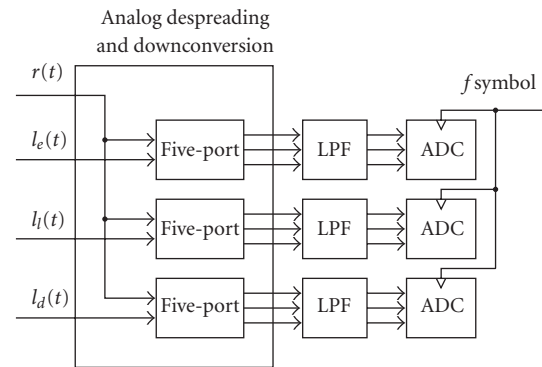 Analog despreading
and downconversion
r(t)
f symbol
l_e(t)
Five-port
LPF
ADC
l_l(t)
Five-port
LPF
ADC
l_d(t)
Five-port
LPF
ADC